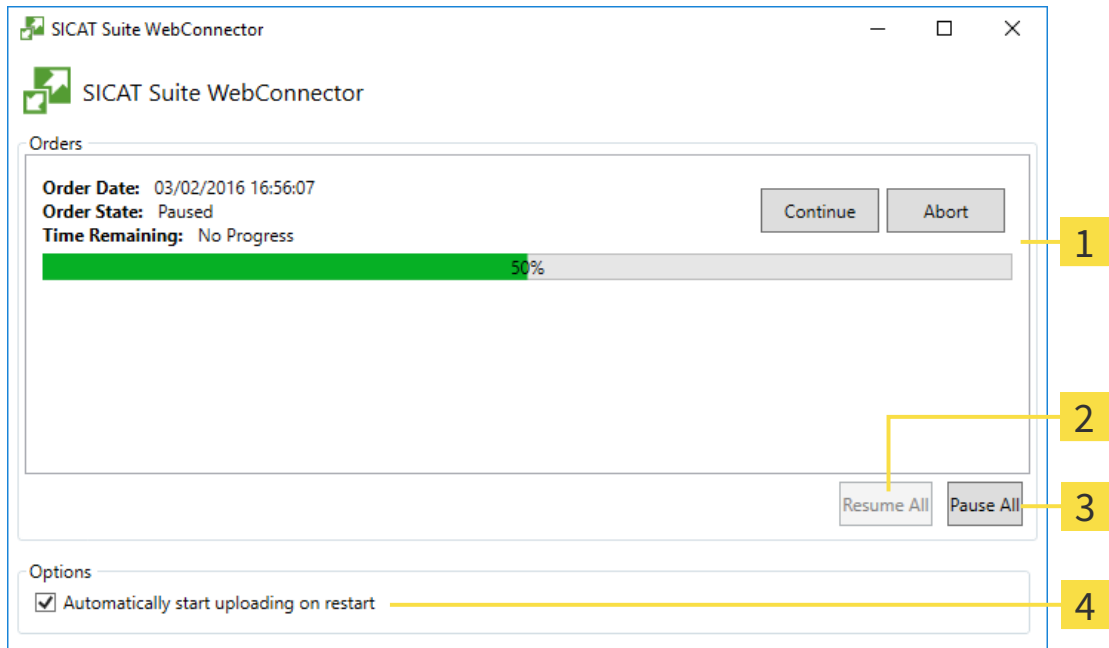 SICAT Suite WebConnector
SICAT Suite WebConnector
Orders
Order Date: 03/02/2016 16:56:07
Order State: Paused
Time Remaining: No Progress
Continue Abort
1
50%
2
Resume All Pause All
3
Options
Automatically start uploading on restart
4